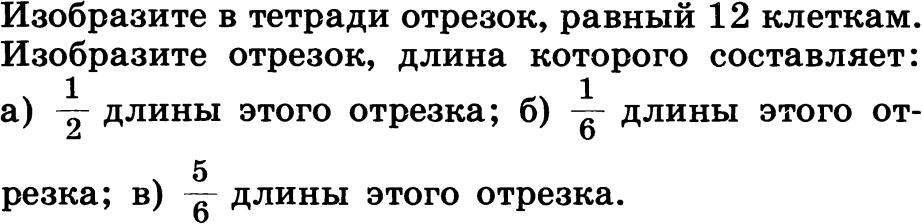 Изобразите в тетради отрезок, равный 12 клеткам.
Изобразите отрезок, длина которого составляет:
а) 1/2 длины этого отрезка; б) 1/6 длины этого от-
резка; в) 5/6 длины этого отрезка.